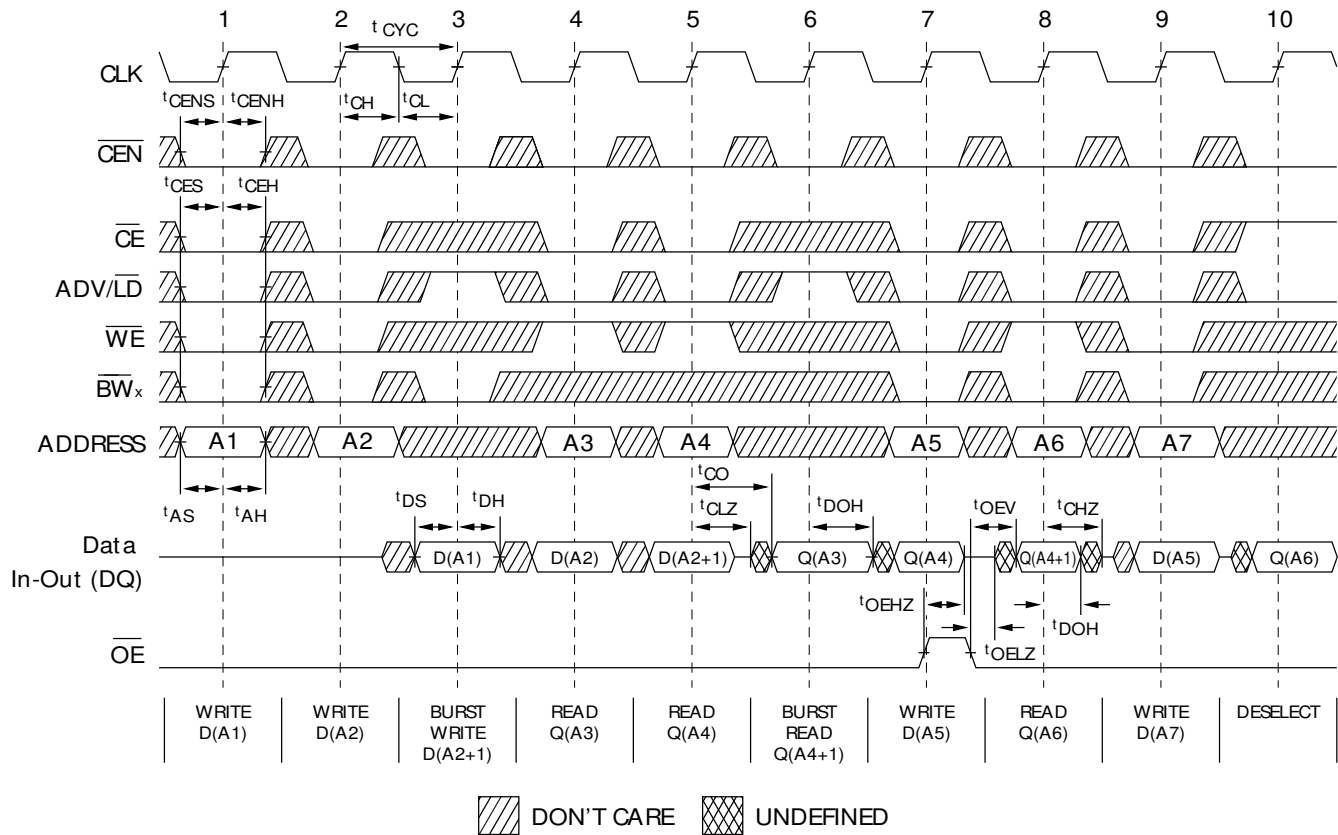 1 2 3 4 5 6 7 8 9 10
t CYC
CLK
tCENS tCENH tCH tCL
CEN
tCES tCEH
CE
ADV/LD
WE
BWx
ADDRESS A1 A2 A3 A4 A5 A6 A7
tCO
tAS tAH tDS tDH tCLZ tDOH tOEV tCHZ
Data
In-Out (DQ)
D(A1) D(A2) D(A2+1) Q(A3) Q(A4) Q(A4+1) D(A5) Q(A6)
tOEHZ tDOH
tOELZ
OE
WRITE
D(A1)
WRITE
D(A2)
BURST
WRITE
D(A2+1)
READ
Q(A3)
READ
Q(A4)
BURST
READ
Q(A4+1)
WRITE
D(A5)
READ
Q(A6)
WRITE
D(A7)
DESELECT
DON'T CARE UNDEFINED